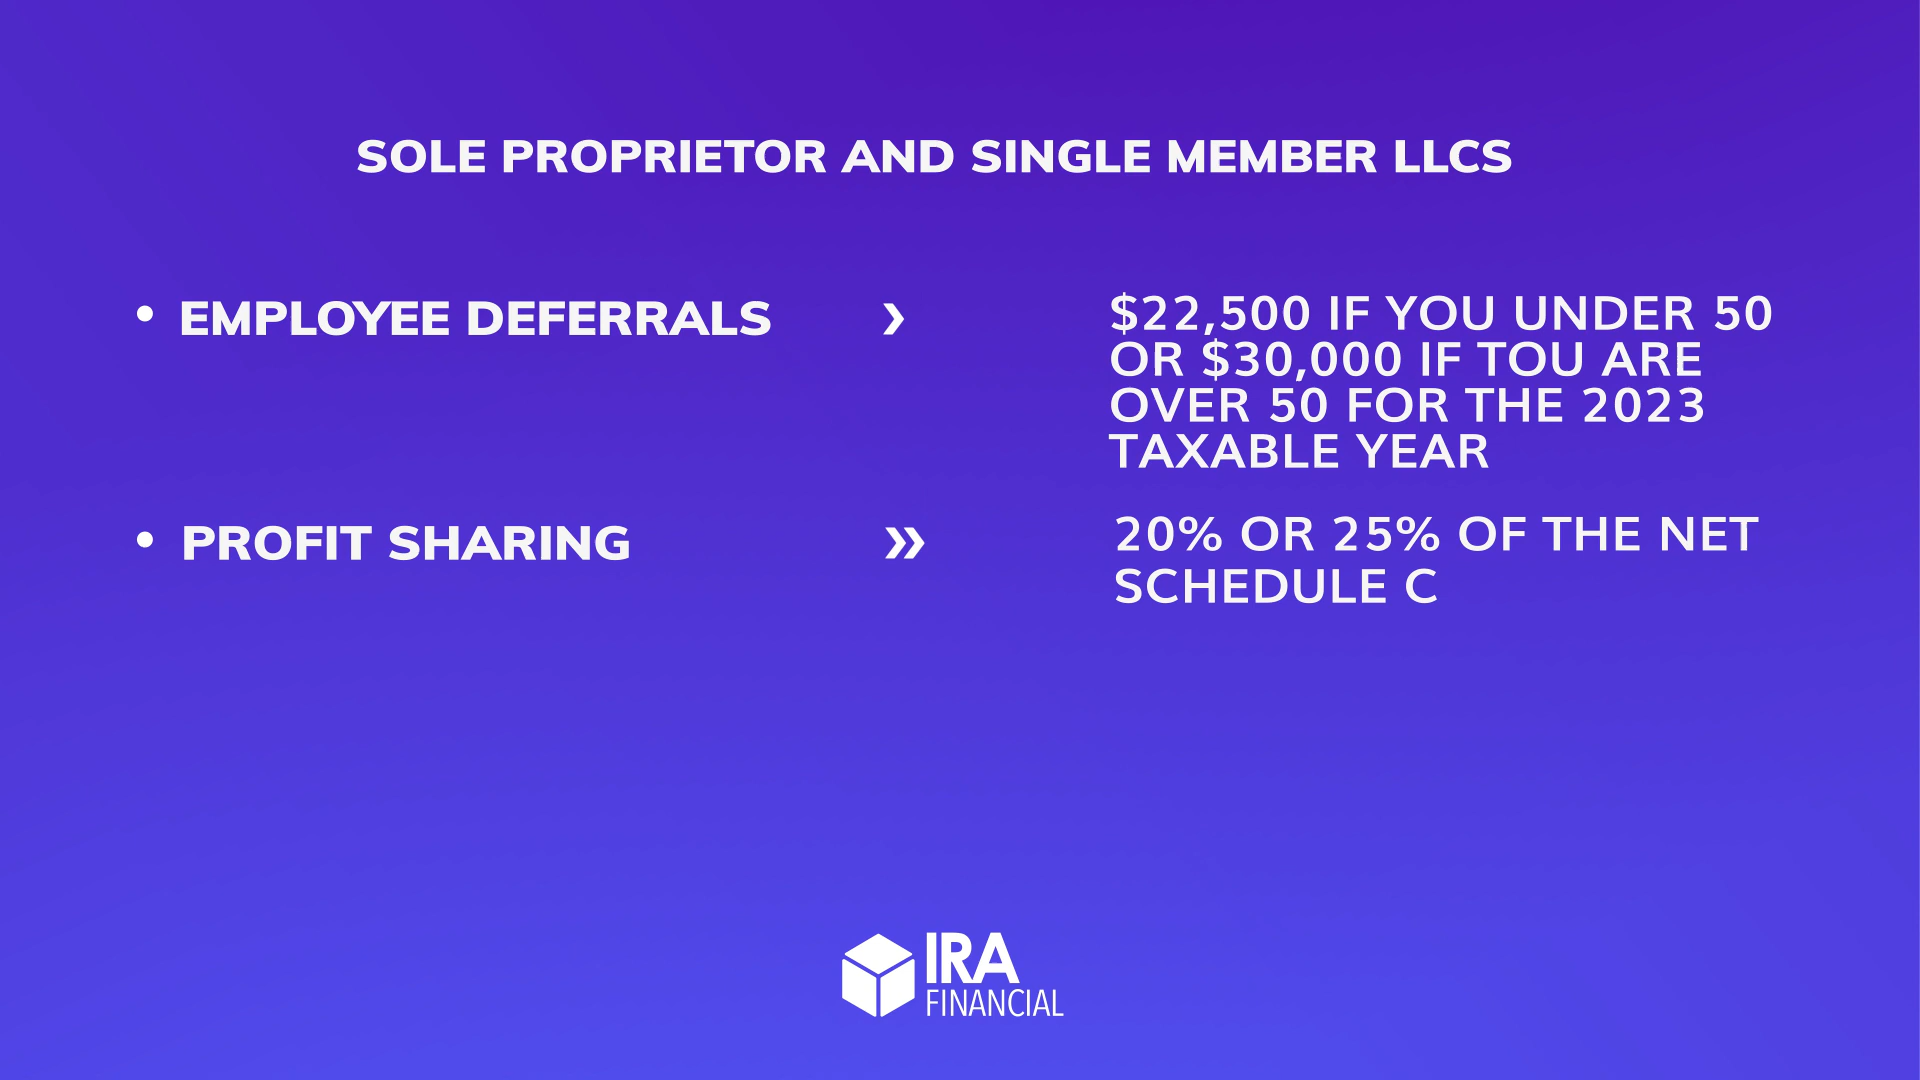 SOLE PROPRIETOR AND SINGLE MEMBER LLCS
• EMPLOYEE DEFERRALS › $22,500 IF YOU UNDER 50
OR $30,000 IF TOU ARE
OVER 50 FOR THE 2023
TAXABLE YEAR
• PROFIT SHARING » 20% OR 25% OF THE NET
SCHEDULE C
IRA
FINANCIAL